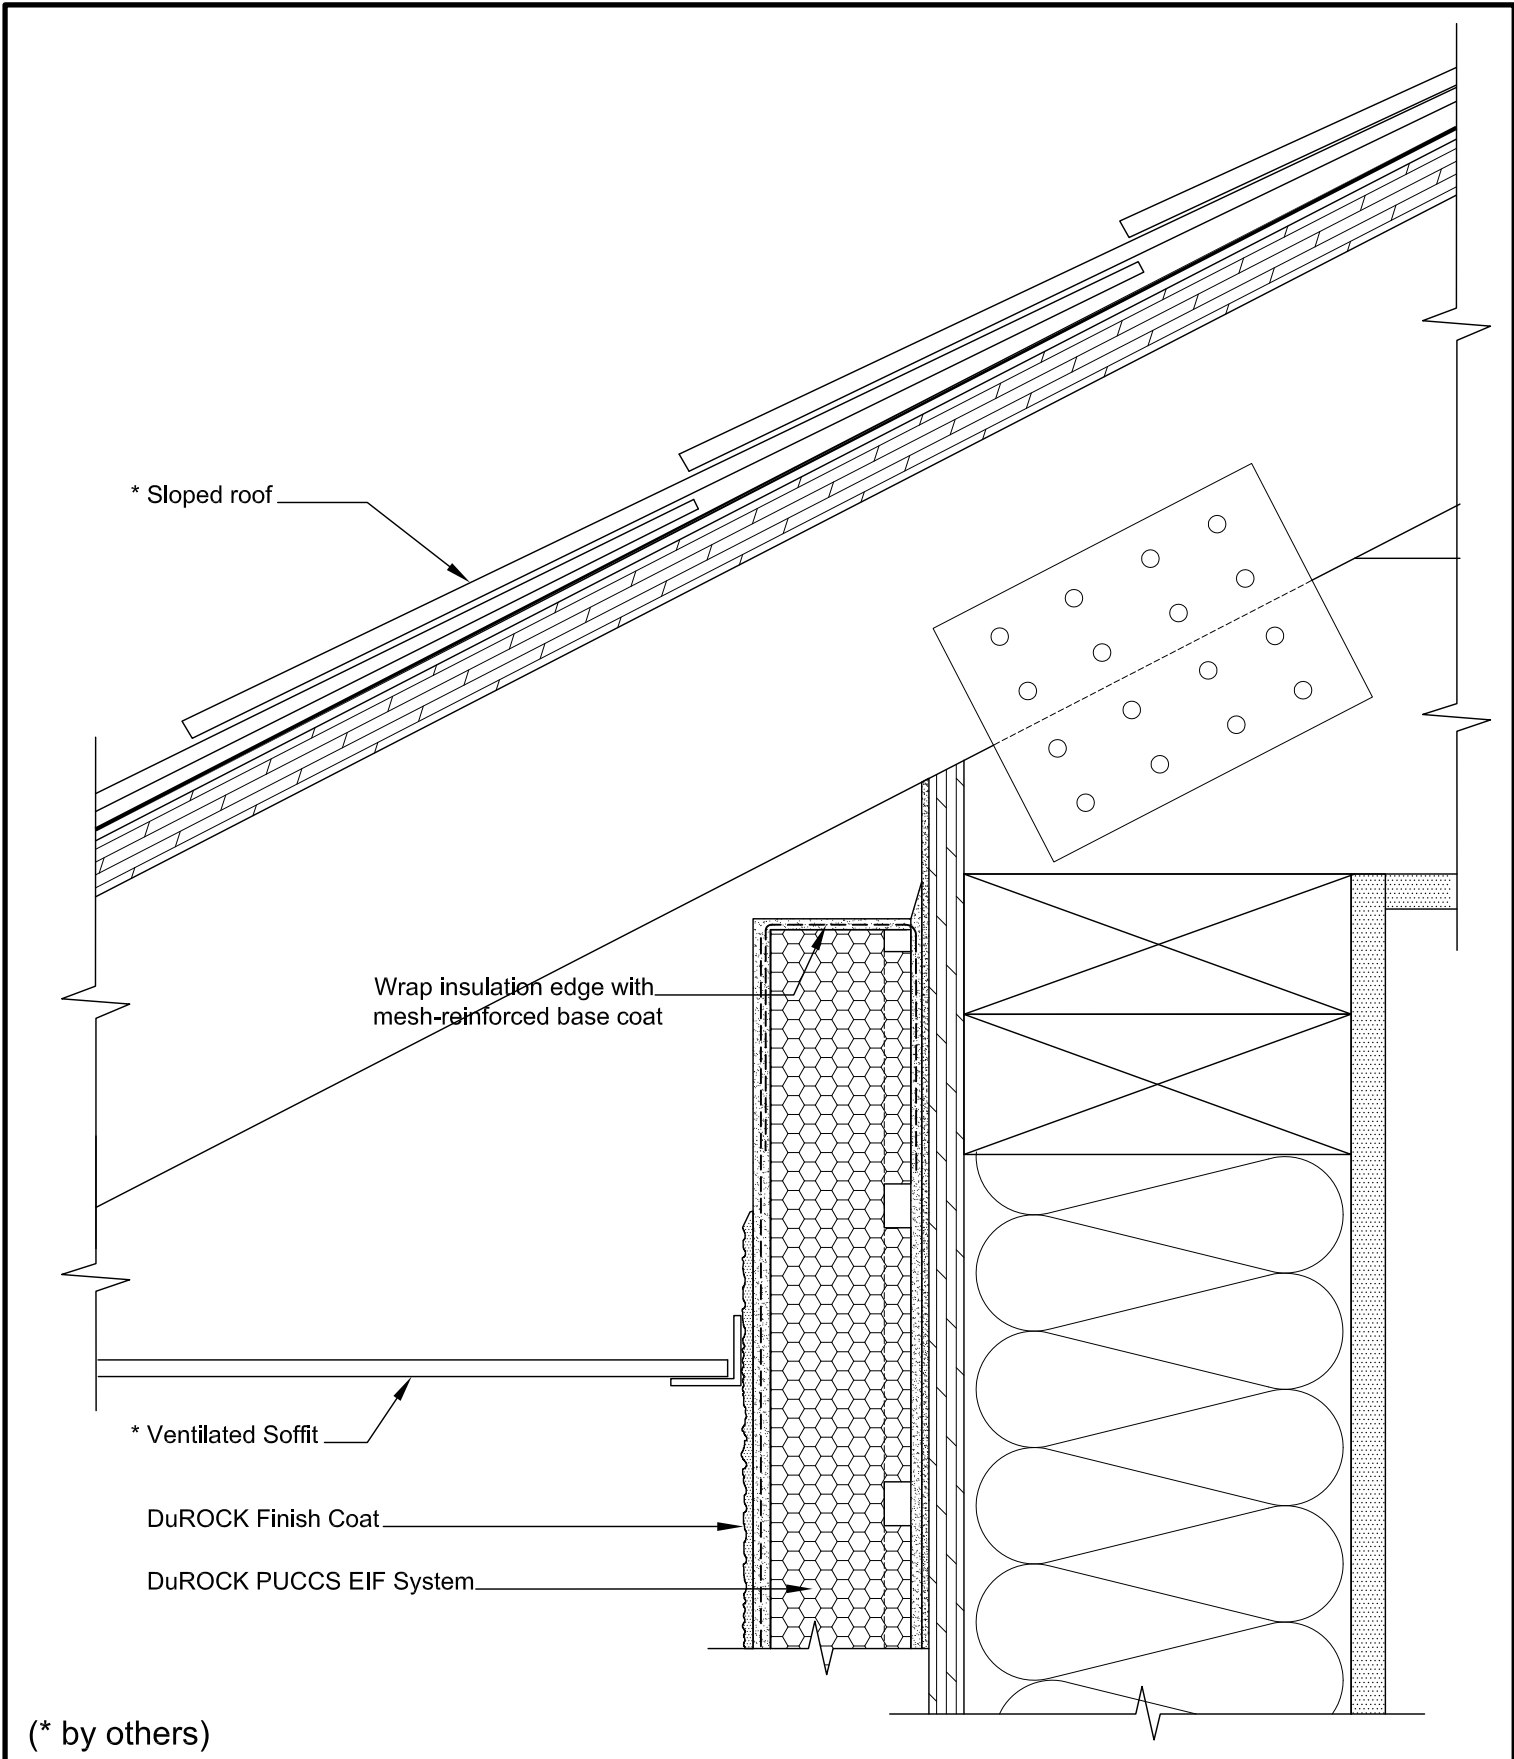 * Sloped roof
Wrap insulation edge with
mesh-reinforced base coat
* Ventilated Soffit
DuROCK Finish Coat
DuROCK PUCCS EIF System
(* by others)